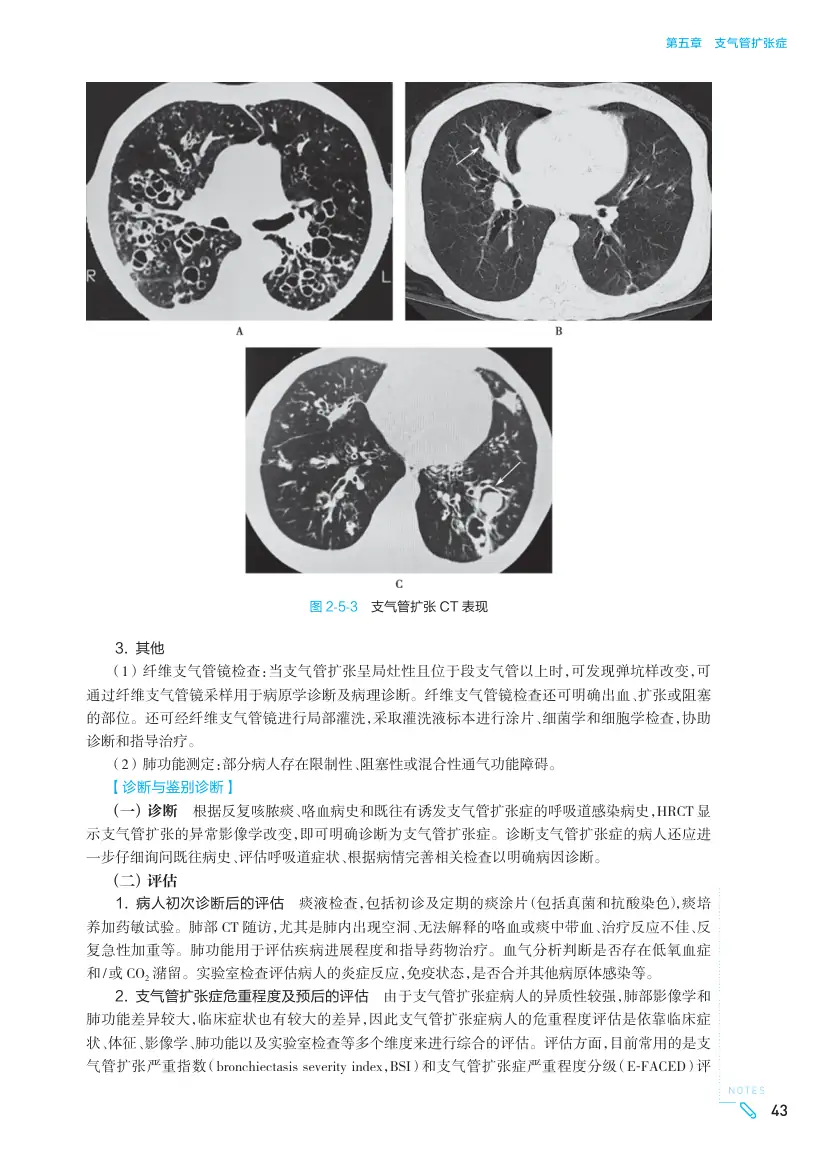 第五章 支气管扩张症
R
L
A
B
C
图 2-5-3 支气管扩张 CT 表现
3. 其他
（1）纤维支气管镜检查：当支气管扩张呈局灶性且位于段支气管以上时，可发现弹坑样改变，可
通过纤维支气管镜采样用于病原学诊断及病理诊断。纤维支气管镜检查还可明确出血、扩张或阻塞
的部位。还可经纤维支气管镜进行局部灌洗，采取灌洗液标本进行涂片、细菌学和细胞学检查，协助
诊断和指导治疗。
（2）肺功能测定：部分病人存在限制性、阻塞性或混合性通气功能障碍。
【诊断与鉴别诊断】
（一）诊断 根据反复咳脓痰、咯血病史和既往有诱发支气管扩张症的呼吸道感染病史，HRCT 显
示支气管扩张的异常影像学改变，即可明确诊断为支气管扩张症。诊断支气管扩张症的病人还应进
一步仔细询问既往病史、评估呼吸道症状、根据病情完善相关检查以明确病因诊断。
（二）评估
1. 病人初次诊断后的评估 痰液检查，包括初诊及定期的痰涂片（包括真菌和抗酸染色），痰培
养加药敏试验。肺部 CT 随访，尤其是肺内出现空洞、无法解释的咯血或痰中带血、治疗反应不佳、反
复急性加重等。肺功能用于评估疾病进展程度和指导药物治疗。血气分析判断是否存在低氧血症
和/或 CO₂ 潴留。实验室检查评估病人的炎症反应，免疫状态，是否合并其他病原体感染等。
2. 支气管扩张症危重程度及预后的评估 由于支气管扩张症病人的异质性较强，肺部影像学和
肺功能差异较大，临床症状也有较大的差异，因此支气管扩张症病人的危重程度评估是依靠临床症
状、体征、影像学、肺功能以及实验室检查等多个维度来进行综合的评估。评估方面，目前常用的是支
气管扩张严重指数（bronchiectasis severity index，BSI）和支气管扩张症严重程度分级（E-FACED）评
NOTES
43